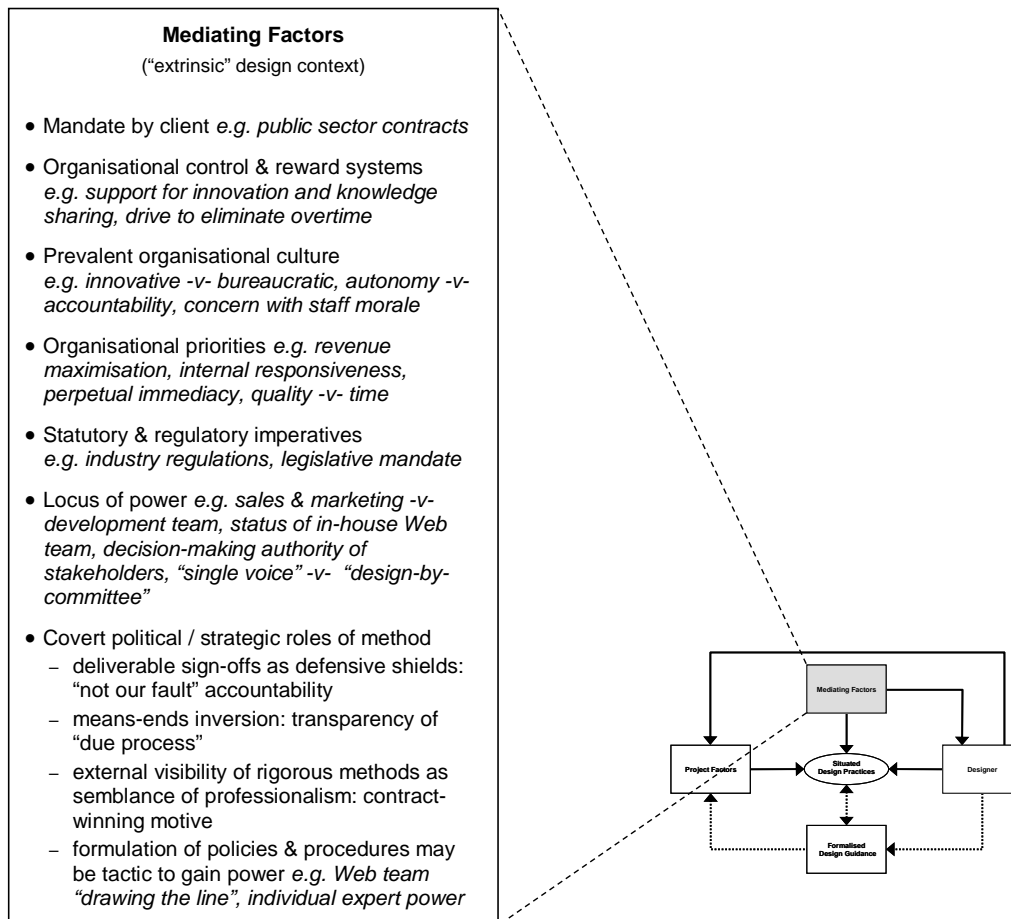 Mediating Factors
(“extrinsic” design context)
• Mandate by client e.g. public sector contracts
• Organisational control & reward systems
e.g. support for innovation and knowledge
sharing, drive to eliminate overtime
• Prevalent organisational culture
e.g. innovative -v- bureaucratic, autonomy -v-
accountability, concern with staff morale
• Organisational priorities e.g. revenue
maximisation, internal responsiveness,
perpetual immediacy, quality -v- time
• Statutory & regulatory imperatives
e.g. industry regulations, legislative mandate
• Locus of power e.g. sales & marketing -v-
development team, status of in-house Web
team, decision-making authority of
stakeholders, “single voice” -v- “design-by-
committee”
• Covert political / strategic roles of method
– deliverable sign-offs as defensive shields:
“not our fault” accountability
– means-ends inversion: transparency of
“due process”
– external visibility of rigorous methods as
semblance of professionalism: contract-
winning motive
– formulation of policies & procedures may
be tactic to gain power e.g. Web team
“drawing the line”, individual expert power
Mediating Factors
Project Factors
Situated
Design Practices
Designer
Formalised
Design Guidance